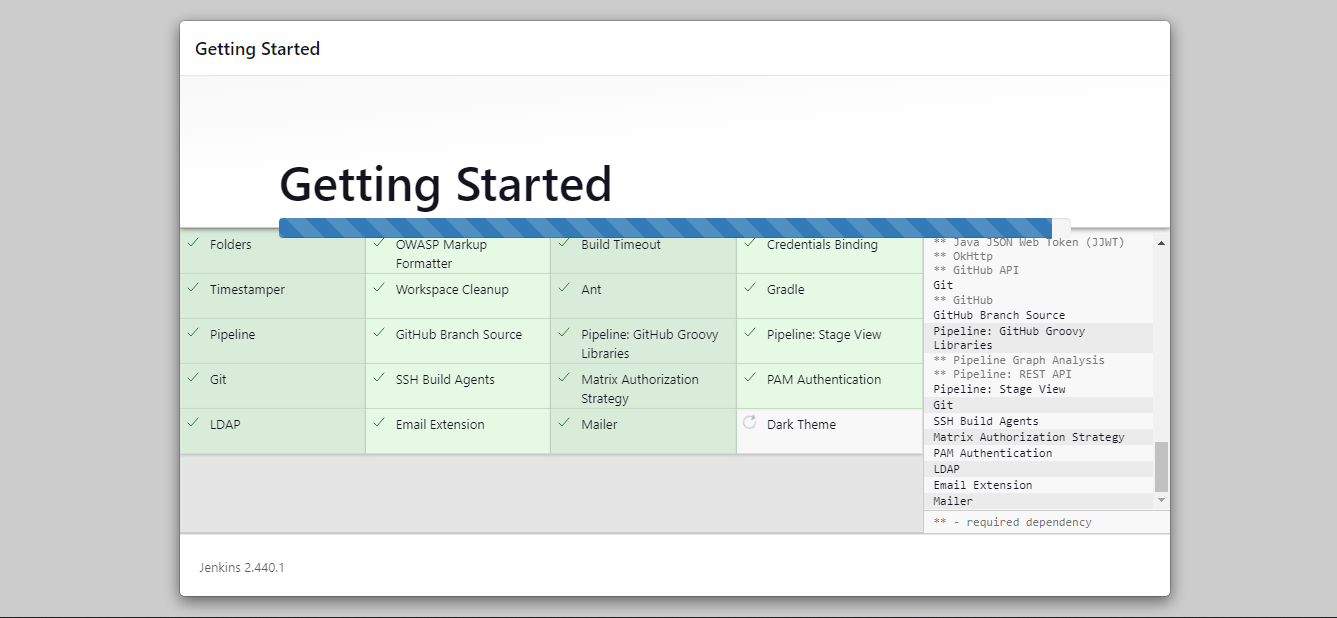 Getting Started
Getting Started
Folders
OWASP Markup
Formatter
Build Timeout
Credentials Binding
Timestamper
Workspace Cleanup
Ant
Gradle
Pipeline
GitHub Branch Source
Pipeline: GitHub Groovy
Libraries
Pipeline: Stage View
Git
SSH Build Agents
Matrix Authorization
Strategy
PAM Authentication
LDAP
Email Extension
Mailer
Dark Theme
** Java JSON Web Token (JJWT)
** OkHttp
** GitHub API
Git
** GitHub
GitHub Branch Source
Pipeline: GitHub Groovy
Libraries
** Pipeline Graph Analysis
** Pipeline: REST API
Pipeline: Stage View
Git
SSH Build Agents
Matrix Authorization Strategy
PAM Authentication
LDAP
Email Extension
Mailer
** - required dependency
Jenkins 2.440.1